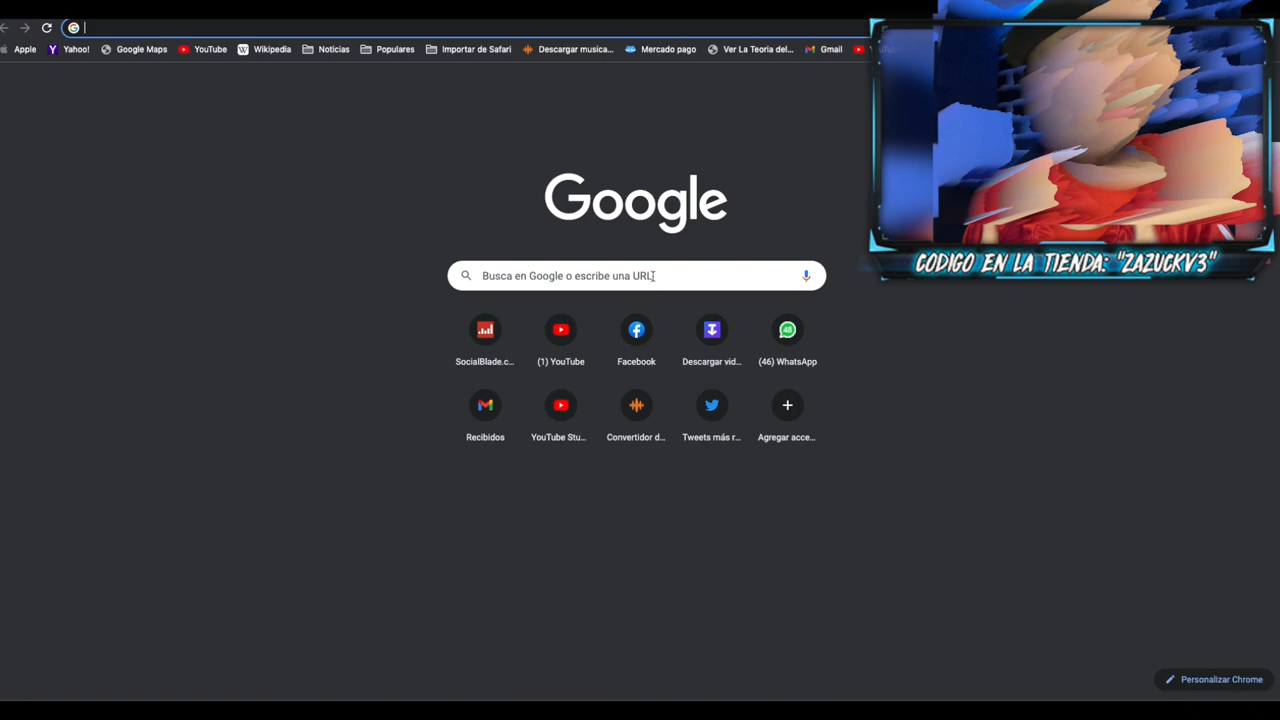 Apple Yahoo! Google Maps YouTube Wikipedia Noticias Populares Importar de Safari Descargar musica... Mercado pago Ver La Teoria del... Gmail
Google
Busca en Google o escribe una URL
SocialBlade.c... (1) YouTube Facebook Descargar vid... (46) WhatsApp
Recibidos YouTube Stu... Convertidor d... Tweets más r... Agregar acce...
CODIGO EN LA TIENDA: "ZAZUCKV3"
Personalizar Chrome